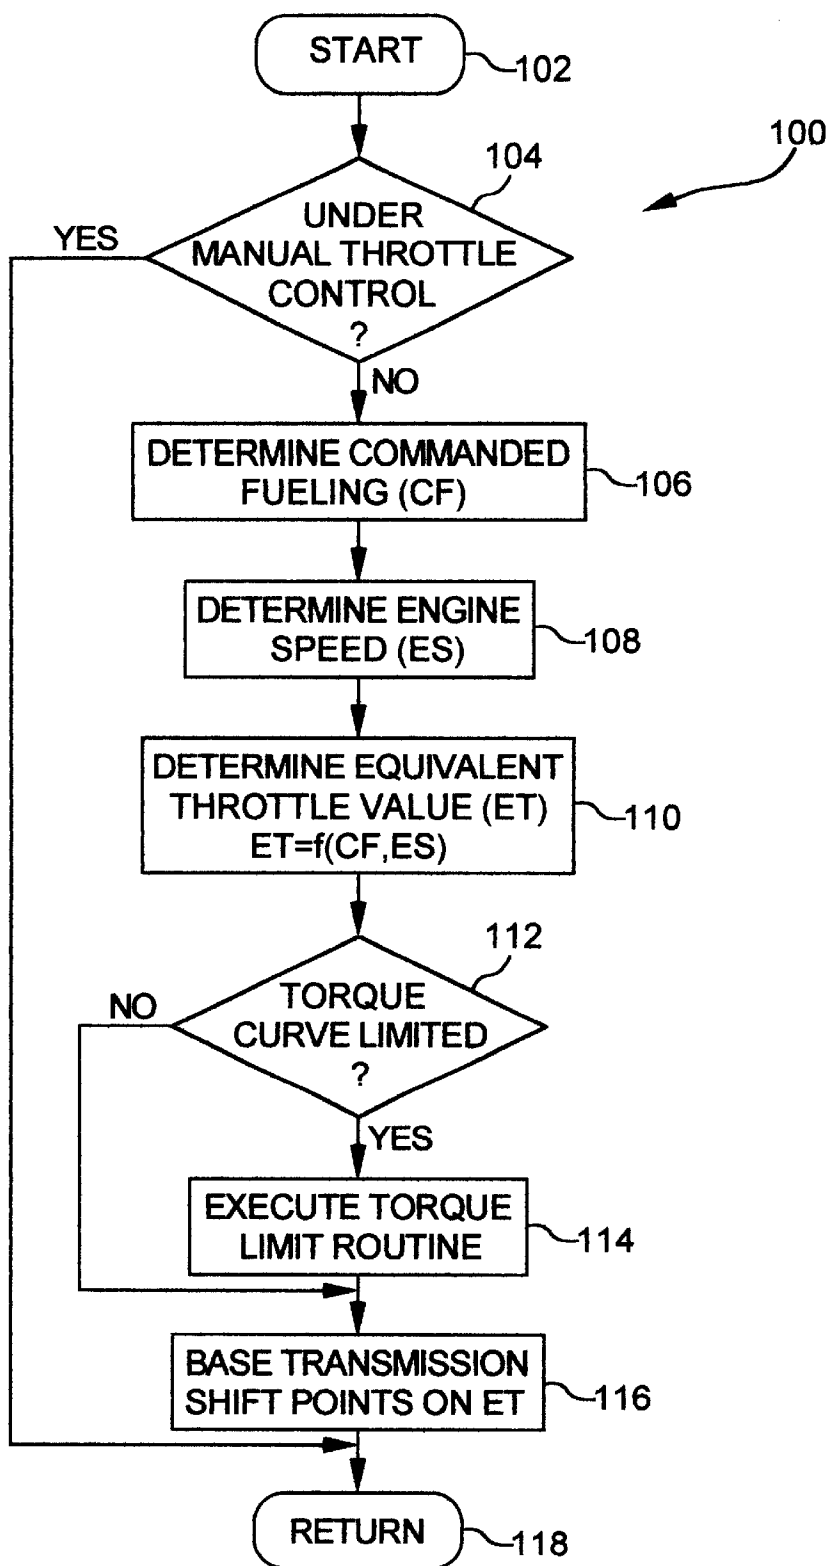 START
102
100
104
UNDER
MANUAL THROTTLE
CONTROL
?
YES
NO
DETERMINE COMMANDED
FUELING (CF)
106
DETERMINE ENGINE
SPEED (ES)
108
DETERMINE EQUIVALENT
THROTTLE VALUE (ET)
ET=f(CF,ES)
110
112
TORQUE
CURVE LIMITED
?
NO
YES
EXECUTE TORQUE
LIMIT ROUTINE
114
BASE TRANSMISSION
SHIFT POINTS ON ET
116
RETURN
118